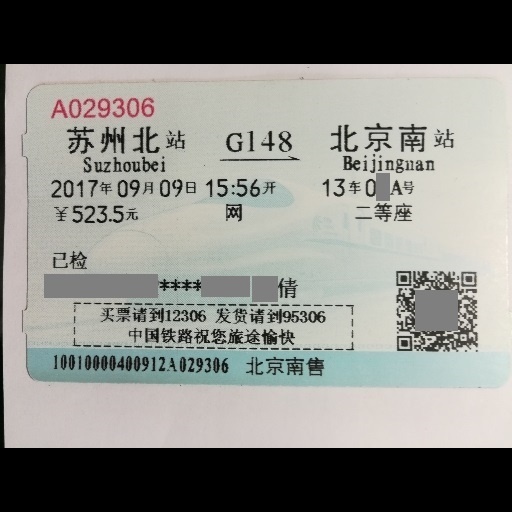 A029306
苏州北站 G148 北京南站
Suzhoubei Beijingnan
2017年09月09日 15:56开 13车0 A号
￥523.5元 网 二等座
已检
**** 倩
买票请到12306 发货请到95306
中国铁路祝您旅途愉快
10010000400912A029306 北京南售